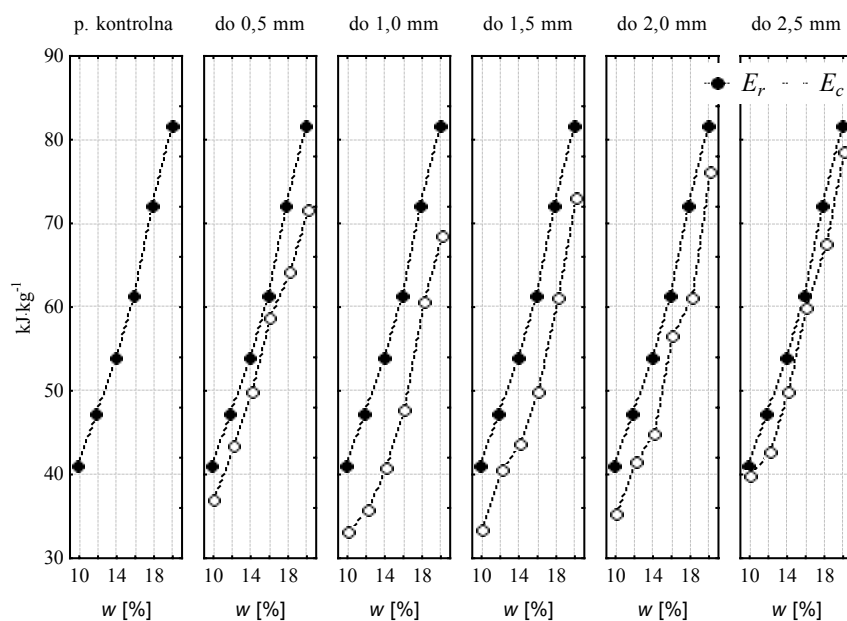 p. kontrolna do 0,5 mm do 1,0 mm do 1,5 mm do 2,0 mm do 2,5 mm
90
E_r E_c
80
70
kJ·kg⁻¹
60
50
40
30
10 14 18 10 14 18 10 14 18 10 14 18 10 14 18 10 14 18
w [%] w [%] w [%] w [%] w [%] w [%]